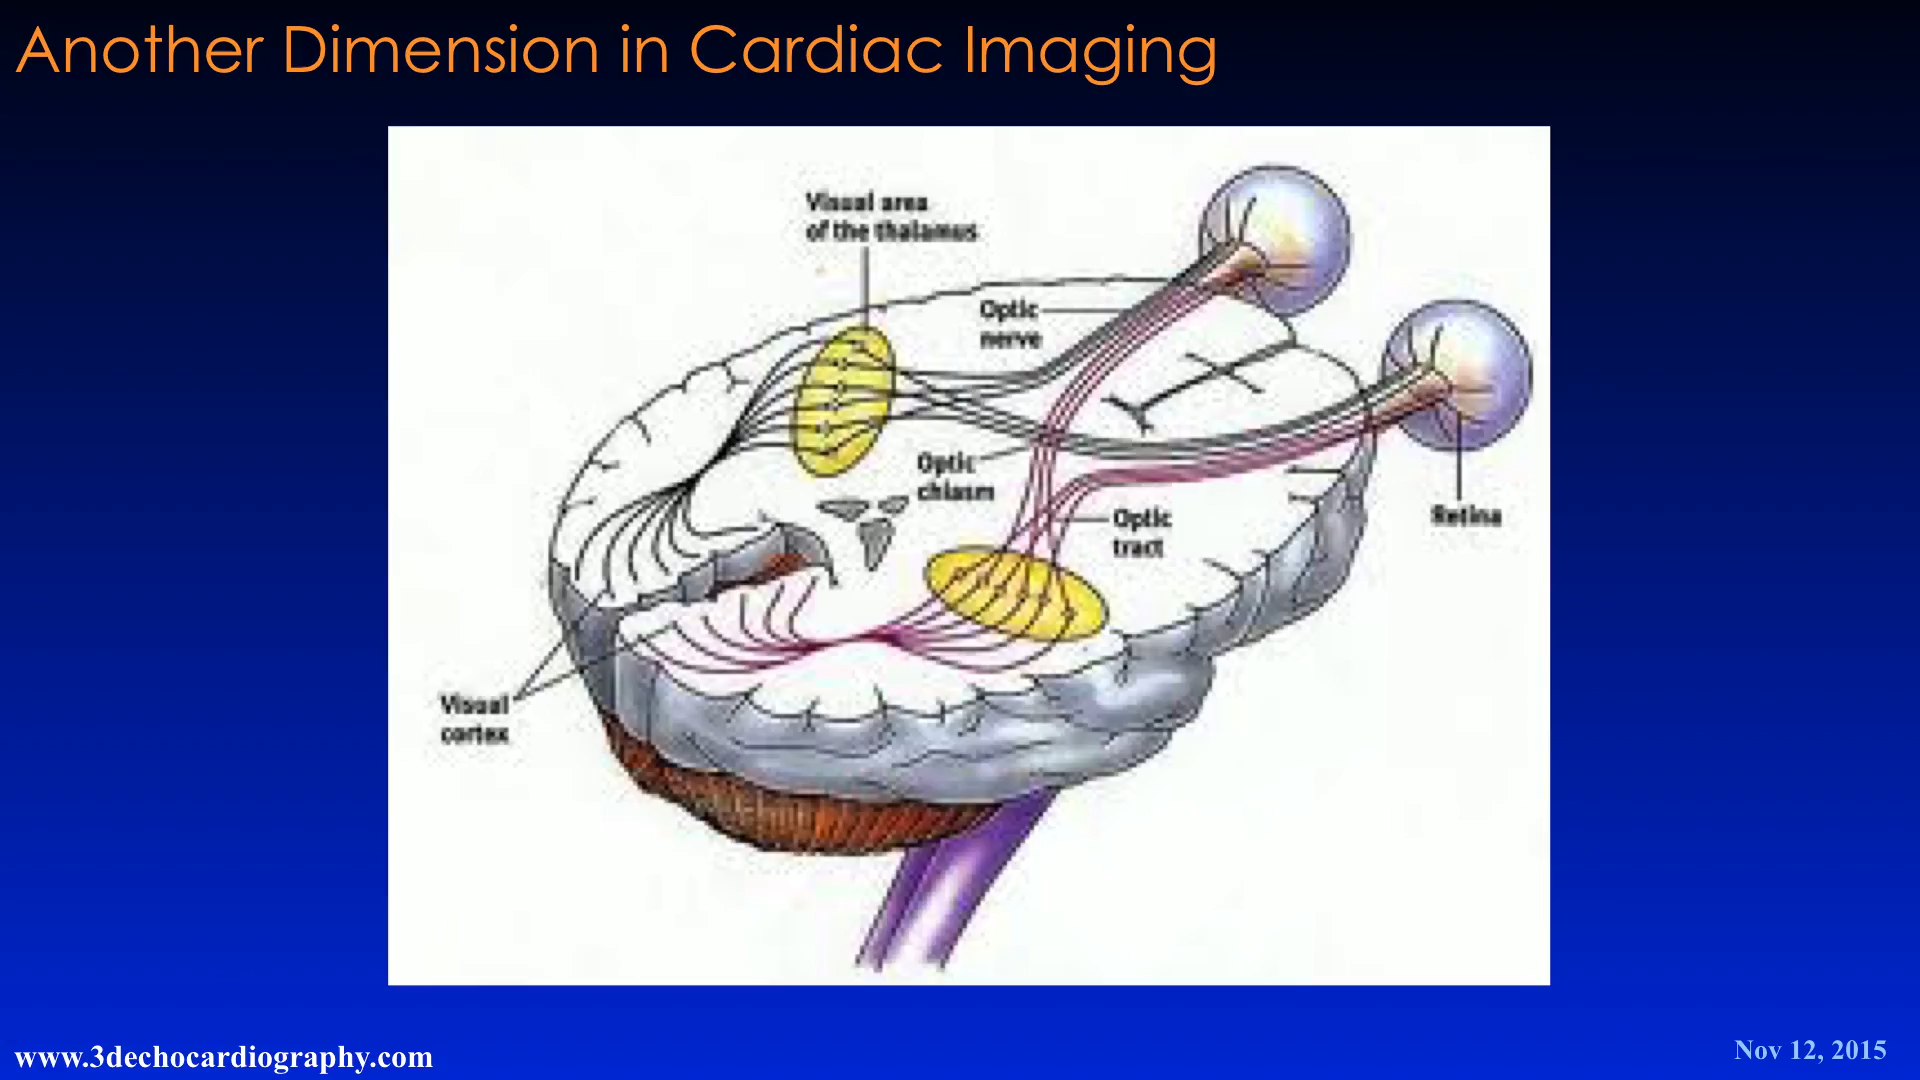 Another Dimension in Cardiac Imaging
Visual area
of the thalamus
Optic
nerve
Optic
chiasm
Optic
tract
Retina
Visual
cortex
www.3dechocardiography.com
Nov 12, 2015